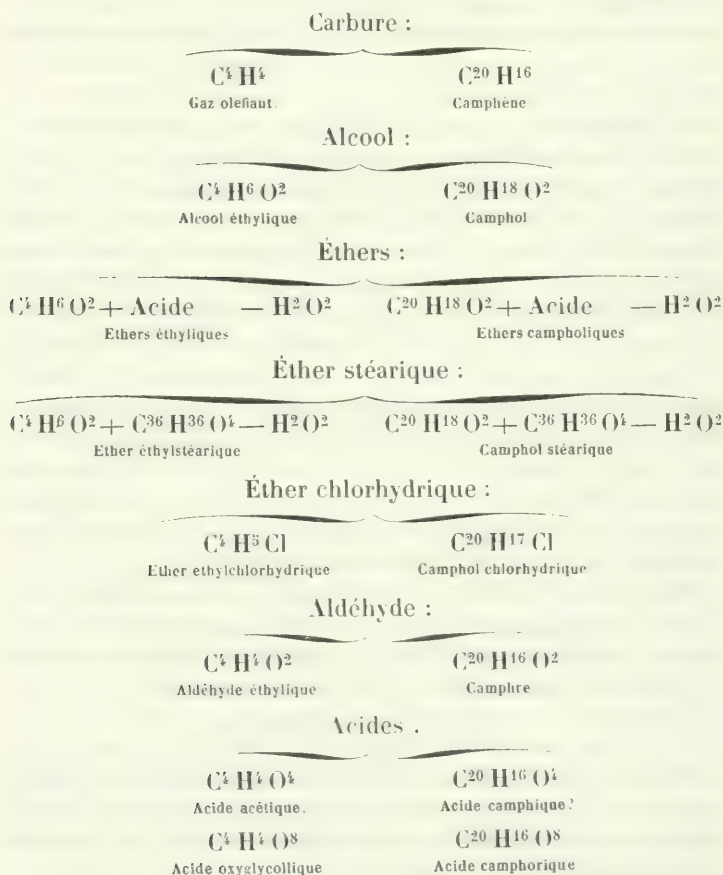 Carbure :
C⁴ H⁴ C²⁰ H¹⁶
Gaz olefiant. Camphène
Alcool :
C⁴ H⁶ O² C²⁰ H¹⁸ O²
Alcool éthylique Camphol
Éthers :
C⁴ H⁶ O² + Acide — H² O² C²⁰ H¹⁸ O² + Acide — H² O²
Ethers éthyliques Ethers campholiques
Éther stéarique :
C⁴ H⁶ O² + C³⁶ H³⁶ O⁴ — H² O² C²⁰ H¹⁸ O² + C³⁶ H³⁶ O⁴ — H² O²
Ether éthylstéarique Camphol stéarique
Éther chlorhydrique :
C⁴ H⁵ Cl C²⁰ H¹⁷ Cl
Ether ethylchlorhydrique Camphol chlorhydrique
Aldéhyde :
C⁴ H⁴ O² C²⁰ H¹⁶ O²
Aldéhyde éthylique Camphre
Acides .
C⁴ H⁴ O⁴ C²⁰ H¹⁶ O⁴
Acide acétique. Acide camphique?
C⁴ H⁴ O⁸ C²⁰ H¹⁶ O⁸
Acide oxyglycollique Acide camphorique